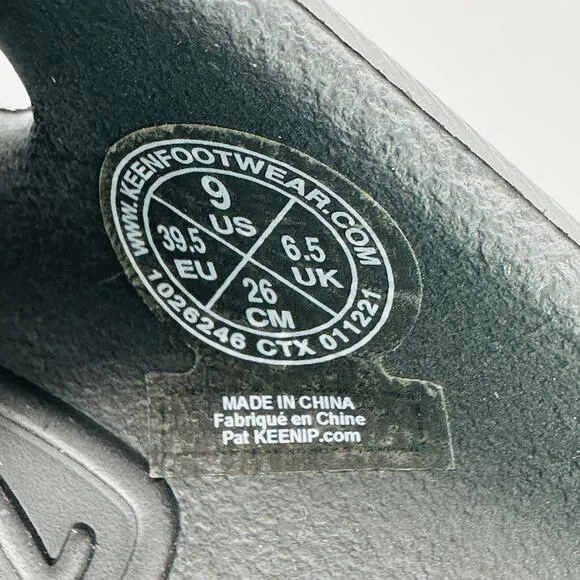 WWW.KEENFOOTWEAR.COM
9
US
39.5
EU
6.5
UK
26
CM
1026246 CTX 011221
MADE IN CHINA
Fabriqué en Chine
Pat KEENIP.com